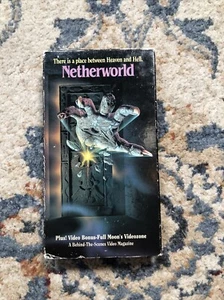 There is a place between Heaven and Hell.
Netherworld
Plus! Video Bonus-Full Moon's Videozone
A Behind-The-Scenes Video Magazine